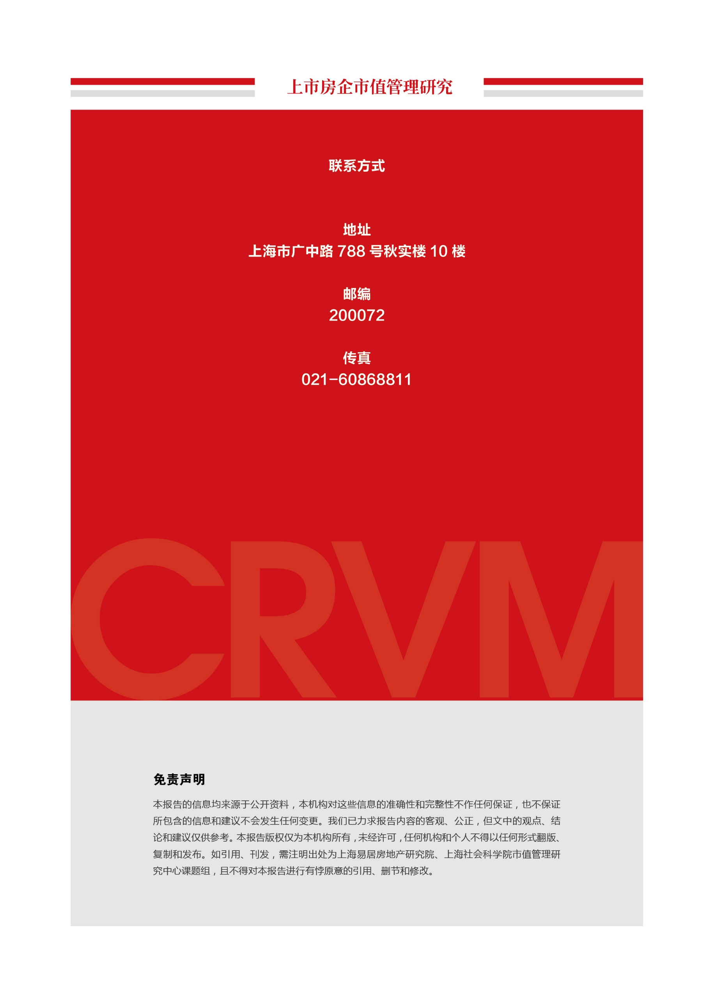 上市房企市值管理研究
联系方式
地址
上海市广中路 788 号秋实楼 10 楼
邮编
200072
传真
021-60868811
CRVM
免责声明
本报告的信息均来源于公开资料，本机构对这些信息的准确性和完整性不作任何保证，也不保证
所包含的信息和建议不会发生任何变更。我们已力求报告内容的客观、公正，但文中的观点、结
论和建议仅供参考。本报告版权仅为本机构所有，未经许可，任何机构和个人不得以任何形式翻版、
复制和发布。如引用、刊发，需注明出处为上海易居房地产研究院、上海社会科学院市值管理研
究中心课题组，且不得对本报告进行有悖原意的引用、删节和修改。